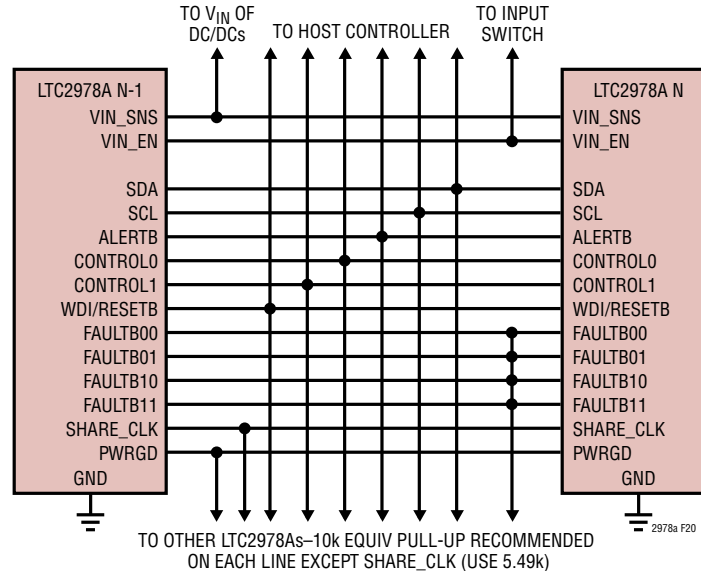 TO VIN OF
DC/DCs
TO HOST CONTROLLER
TO INPUT
SWITCH
LTC2978A N-1
VIN_SNS
VIN_EN
SDA
SCL
ALERTB
CONTROL0
CONTROL1
WDI/RESETB
FAULTB00
FAULTB01
FAULTB10
FAULTB11
SHARE_CLK
PWRGD
GND
LTC2978A N
VIN_SNS
VIN_EN
SDA
SCL
ALERTB
CONTROL0
CONTROL1
WDI/RESETB
FAULTB00
FAULTB01
FAULTB10
FAULTB11
SHARE_CLK
PWRGD
GND
2978a F20
TO OTHER LTC2978As–10k EQUIV PULL-UP RECOMMENDED
ON EACH LINE EXCEPT SHARE_CLK (USE 5.49k)